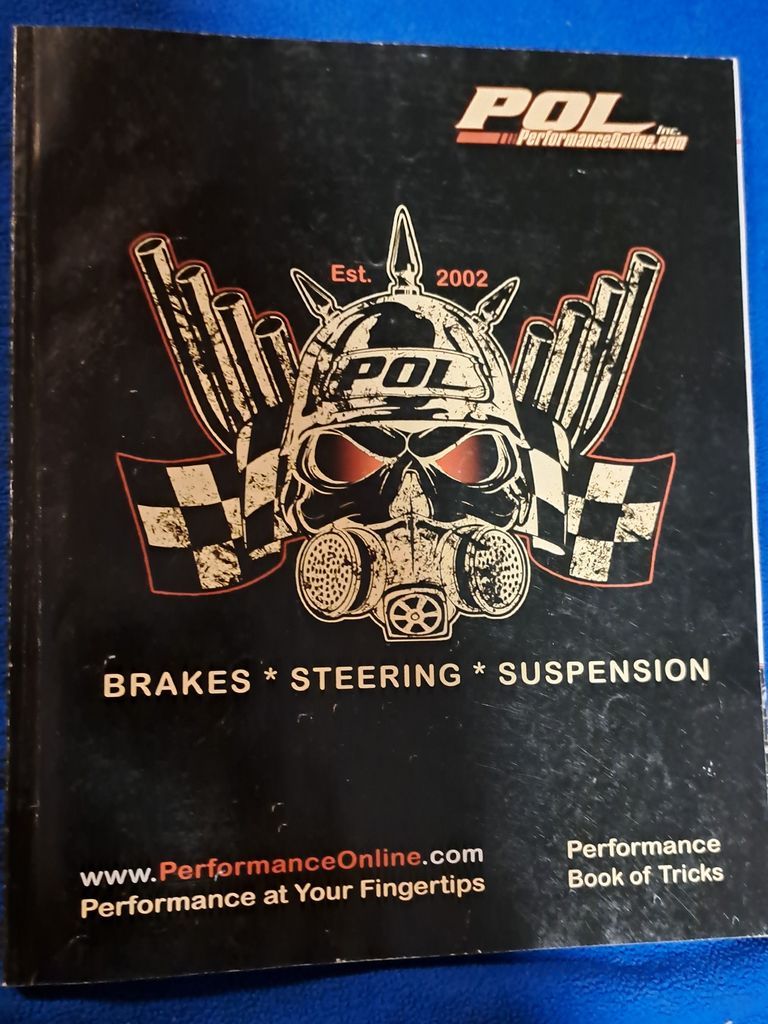 POL Inc.
PerformanceOnline.com
Est. 2002
POL
BRAKES * STEERING * SUSPENSION
www.PerformanceOnline.com
Performance at Your Fingertips
Performance
Book of Tricks